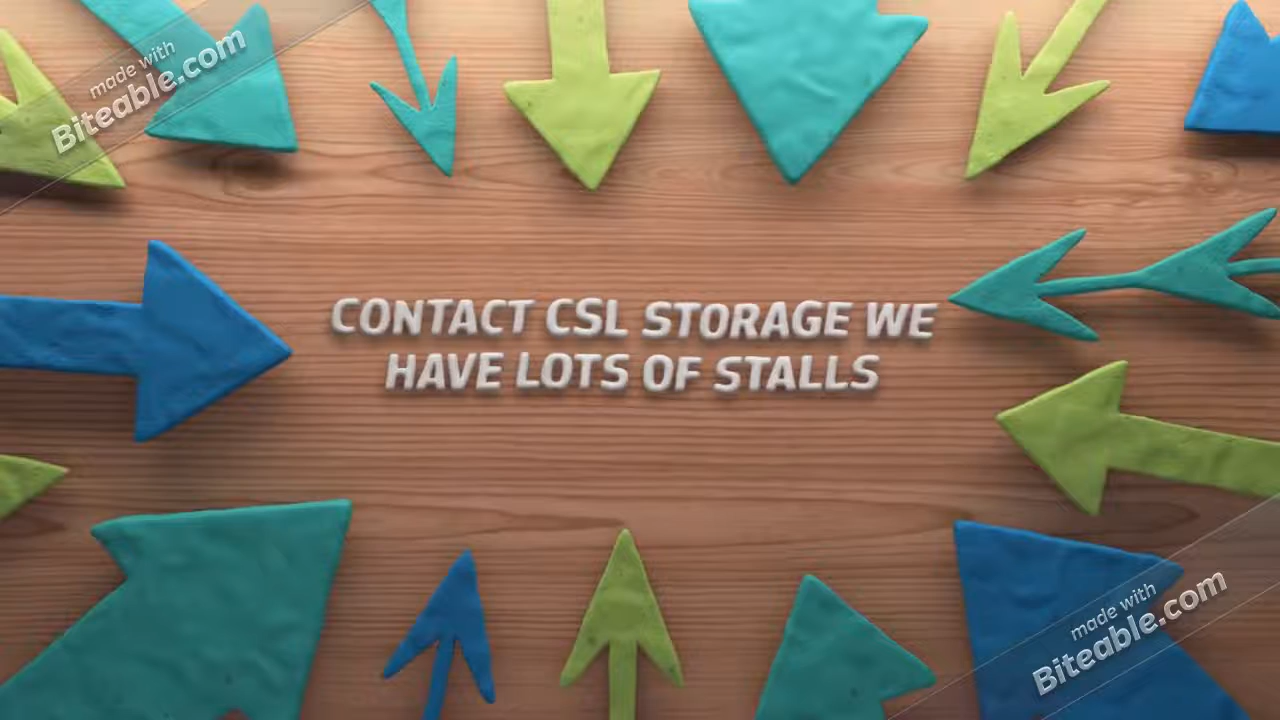 made with
Biteable.com
CONTACT CSL STORAGE WE
HAVE LOTS OF STALLS
made with
Biteable.com